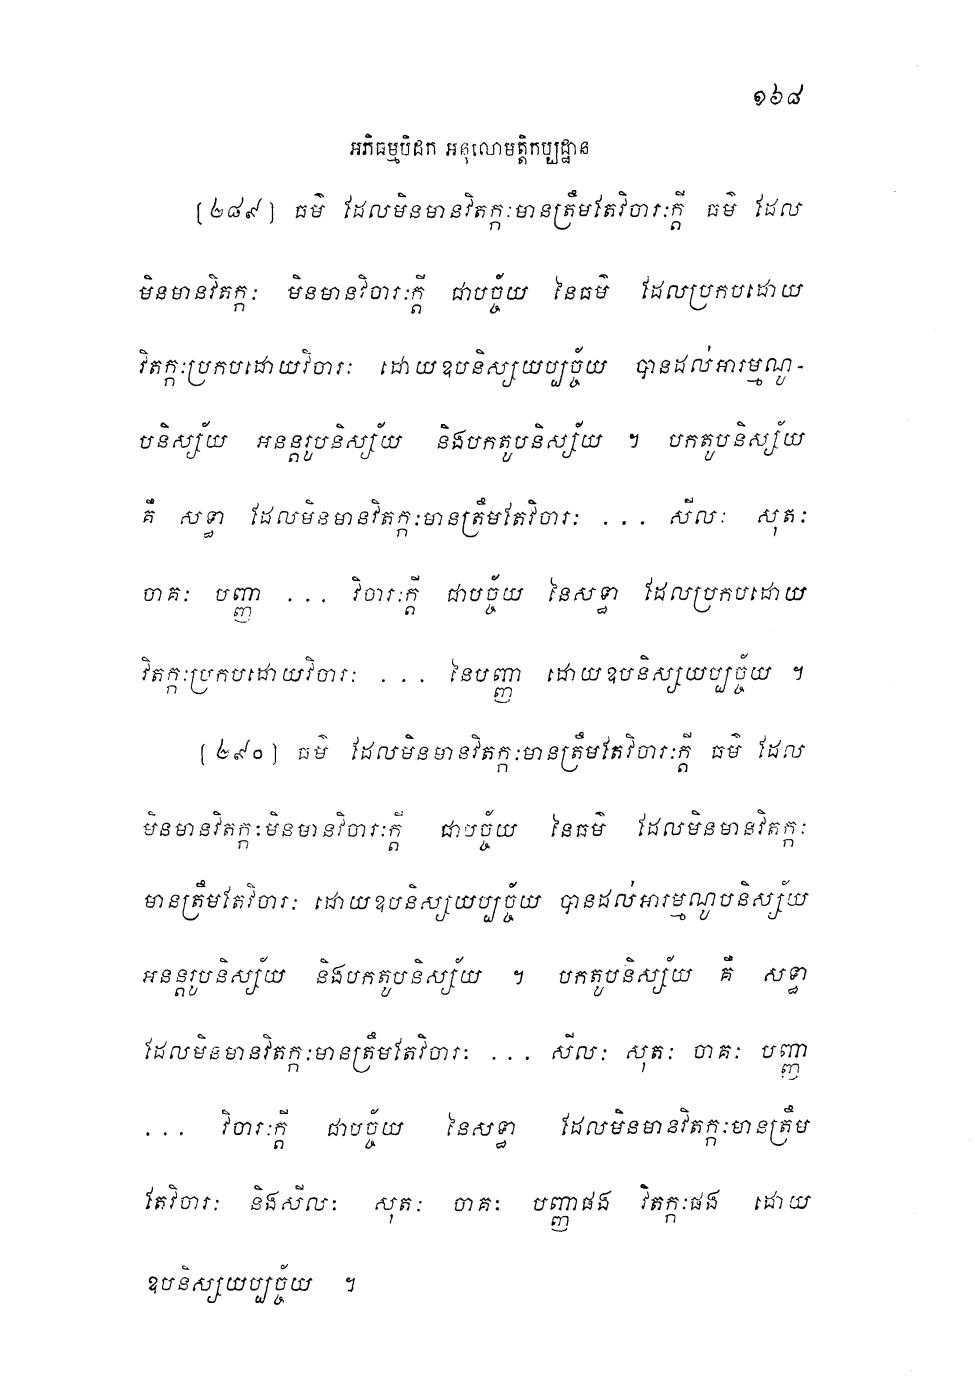 ១៦៨
អភិធម្មបិដក អនុលោមត្តិកប្បដ្ឋាន
[២៨៩] ធម៌ ដែលមិនមានវិតក្កៈមានត្រឹមតែវិចារៈក្តី ធម៌ ដែល
មិនមានវិតក្កៈ មិនមានវិចារៈក្តី ជាបច្ច័យ នៃធម៌ ដែលប្រកបដោយ
វិតក្កៈប្រកបដោយវិចារៈ ដោយឧបនិស្សយប្បច្ច័យ បានដល់អារម្មណូ-
បនិស្ស័យ អនន្តរូបនិស្ស័យ និងបកតូបនិស្ស័យ ។ បកតូបនិស្ស័យ
គឺ សទ្ធា ដែលមិនមានវិតក្កៈមានត្រឹមតែវិចារៈ ... សីលៈ សុតៈ
ចាគៈ បញ្ញា ... វិចារៈក្តី ជាបច្ច័យ នៃសទ្ធា ដែលប្រកបដោយ
វិតក្កៈប្រកបដោយវិចារៈ ... នៃបញ្ញា ដោយឧបនិស្សយប្បច្ច័យ ។
[២៩០] ធម៌ ដែលមិនមានវិតក្កៈមានត្រឹមតែវិចារៈក្តី ធម៌ ដែល
មិនមានវិតក្កៈមិនមានវិចារៈក្តី ជាបច្ច័យ នៃធម៌ ដែលមិនមានវិតក្កៈ
មានត្រឹមតែវិចារៈ ដោយឧបនិស្សយប្បច្ច័យ បានដល់អារម្មណូបនិស្ស័យ
អនន្តរូបនិស្ស័យ និងបកតូបនិស្ស័យ ។ បកតូបនិស្ស័យ គឺ សទ្ធា
ដែលមិនមានវិតក្កៈមានត្រឹមតែវិចារៈ ... សីលៈ សុតៈ ចាគៈ បញ្ញា
... វិចារៈក្តី ជាបច្ច័យ នៃសទ្ធា ដែលមិនមានវិតក្កៈមានត្រឹម
តែវិចារៈ និងសីលៈ សុតៈ ចាគៈ បញ្ញាផង វិតក្កៈផង ដោយ
ឧបនិស្សយប្បច្ច័យ ។